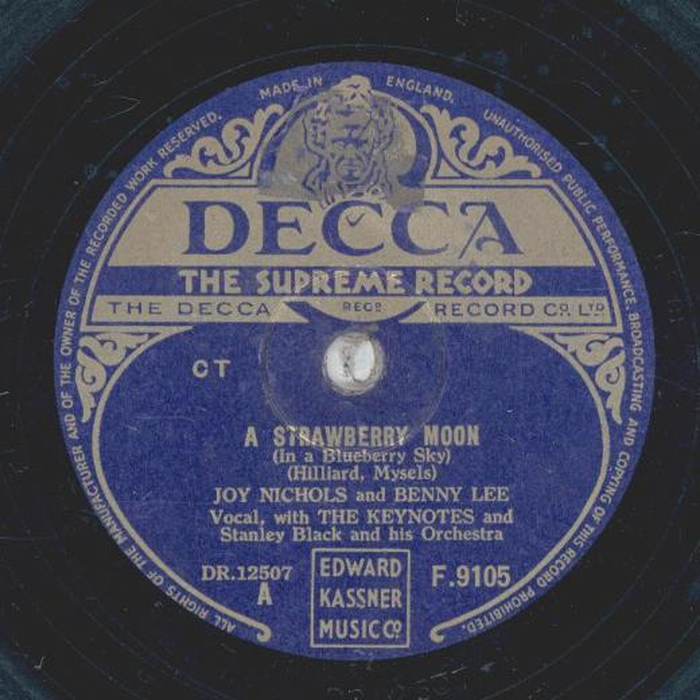 MADE IN ENGLAND.
ALL RIGHTS OF THE MANUFACTURER AND OF THE OWNER OF THE RECORDED WORK RESERVED.
UNAUTHORISED PUBLIC PERFORMANCE, BROADCASTING AND COPYING OF THIS RECORD PROHIBITED.
DECCA
THE SUPREME RECORD
THE DECCA REGD RECORD CO. LTD
CT
A STRAWBERRY MOON
(In a Blueberry Sky)
(Hilliard, Mysels)
JOY NICHOLS and BENNY LEE
Vocal, with THE KEYNOTES and
Stanley Black and his Orchestra
DR.12507
A
EDWARD
KASSNER
MUSIC CO
F.9105